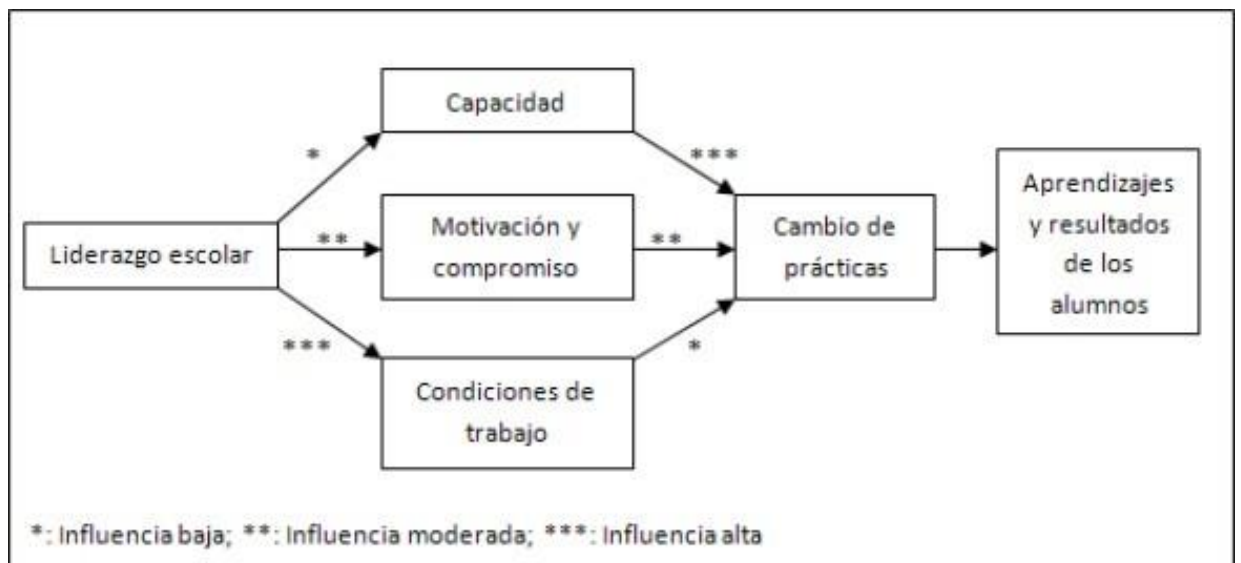 Capacidad
*
***
Liderazgo escolar
**
Motivación y
compromiso
**
Cambio de
prácticas
Aprendizajes
y resultados
de los
alumnos
***
*
Condiciones de
trabajo
*: Influencia baja; **: Influencia moderada; ***: Influencia alta